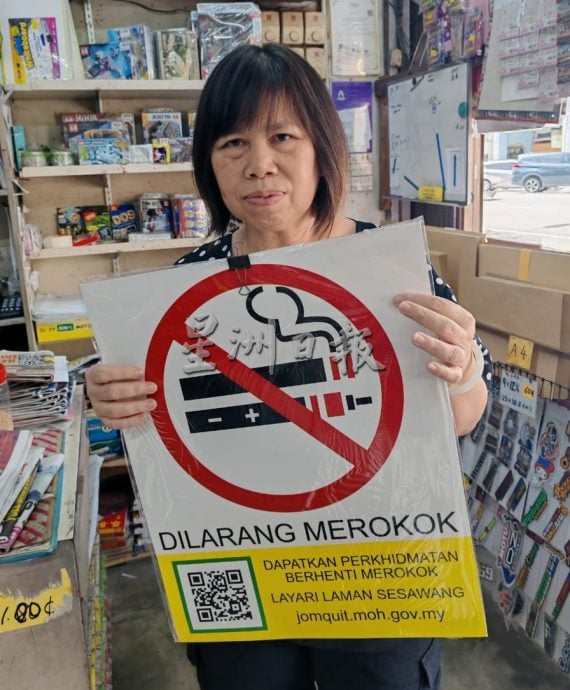 星洲日報
DILARANG MEROKOK
DAPATKAN PERKHIDMATAN
BERHENTI MEROKOK
LAYARI LAMAN SESAWANG
jomquit.moh.gov.my
A4